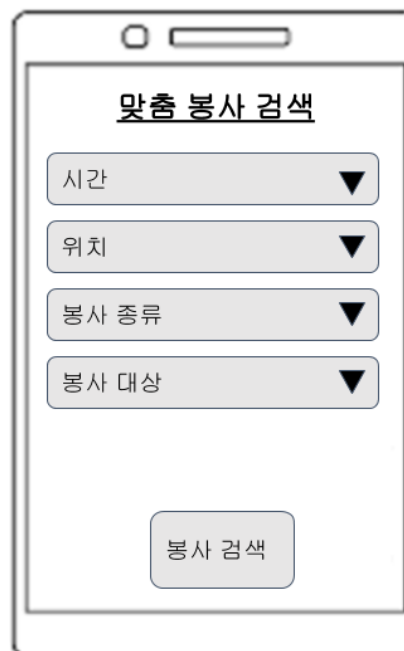 맞춤 봉사 검색
시간
위치
봉사 종류
봉사 대상
봉사 검색